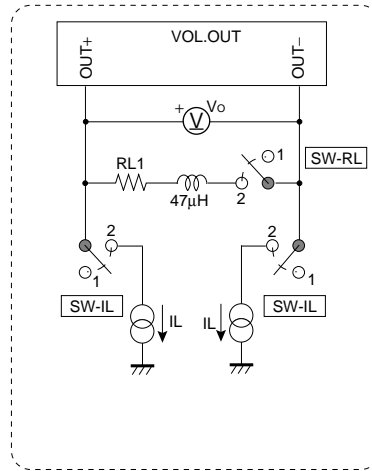 VOL.OUT
OUT+
OUT−
+
V
Vo
RL1
47μH
1
2
SW-RL
2
1
2
1
SW-IL
SW-IL
IL
IL